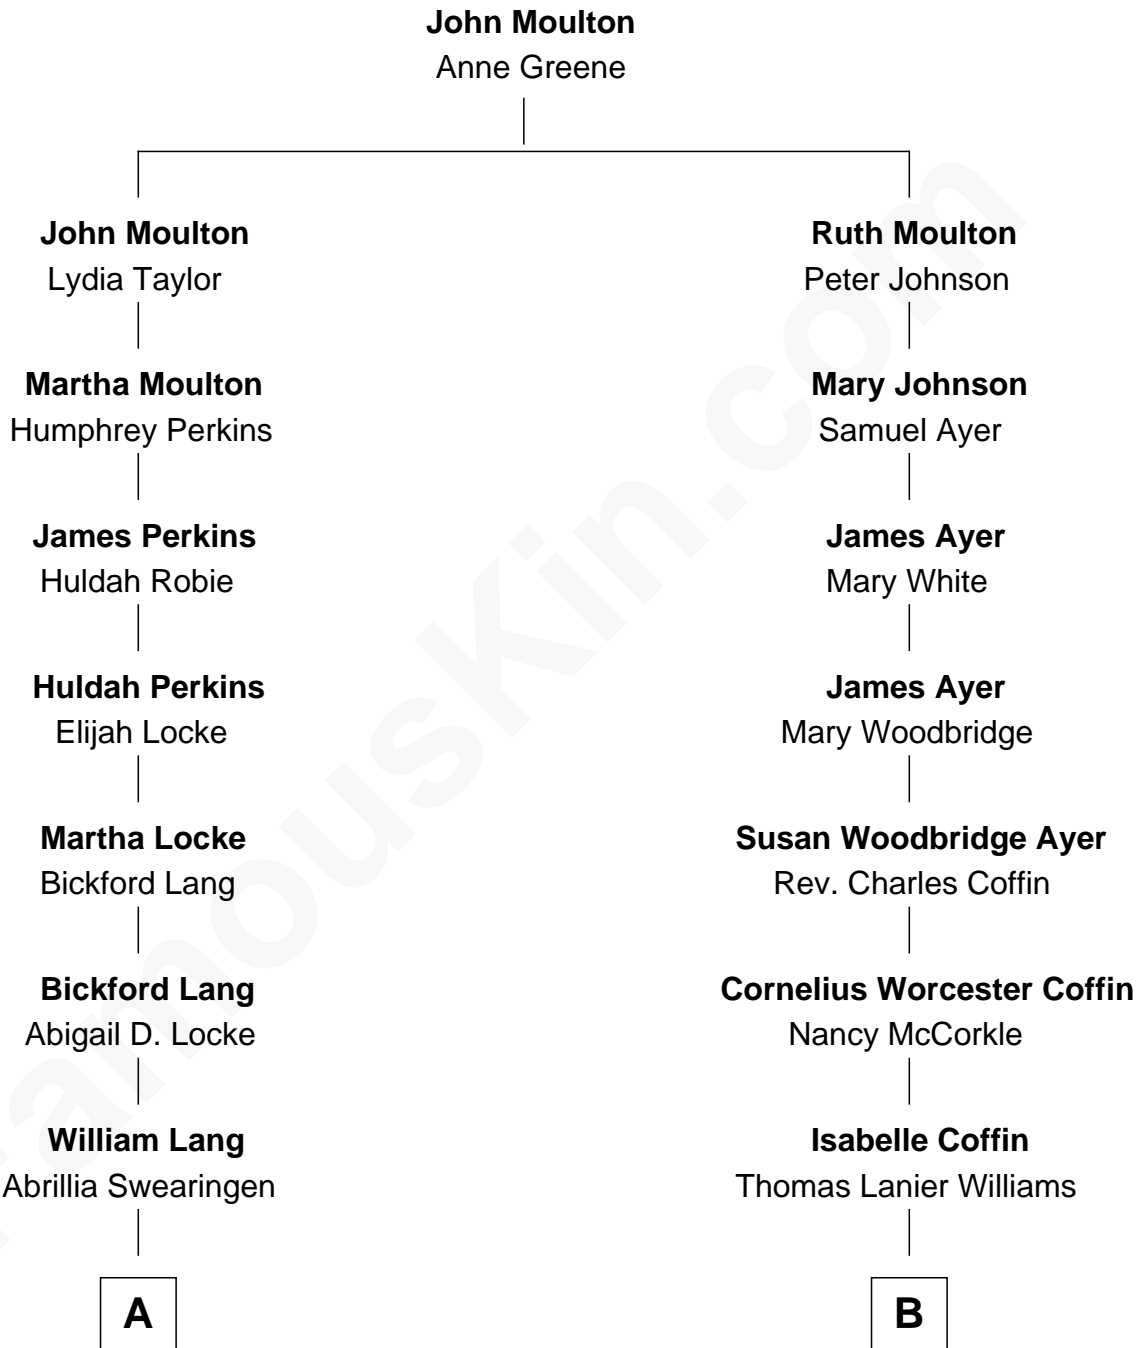 John Moulton
Anne Greene
John Moulton
Lydia Taylor
Martha Moulton
Humphrey Perkins
James Perkins
Huldah Robie
Huldah Perkins
Elijah Locke
Martha Locke
Bickford Lang
Bickford Lang
Abigail D. Locke
William Lang
Abrillia Swearingen
A
Ruth Moulton
Peter Johnson
Mary Johnson
Samuel Ayer
James Ayer
Mary White
James Ayer
Mary Woodbridge
Susan Woodbridge Ayer
Rev. Charles Coffin
Cornelius Worcester Coffin
Nancy McCorkle
Isabelle Coffin
Thomas Lanier Williams
B
FamousKin.com